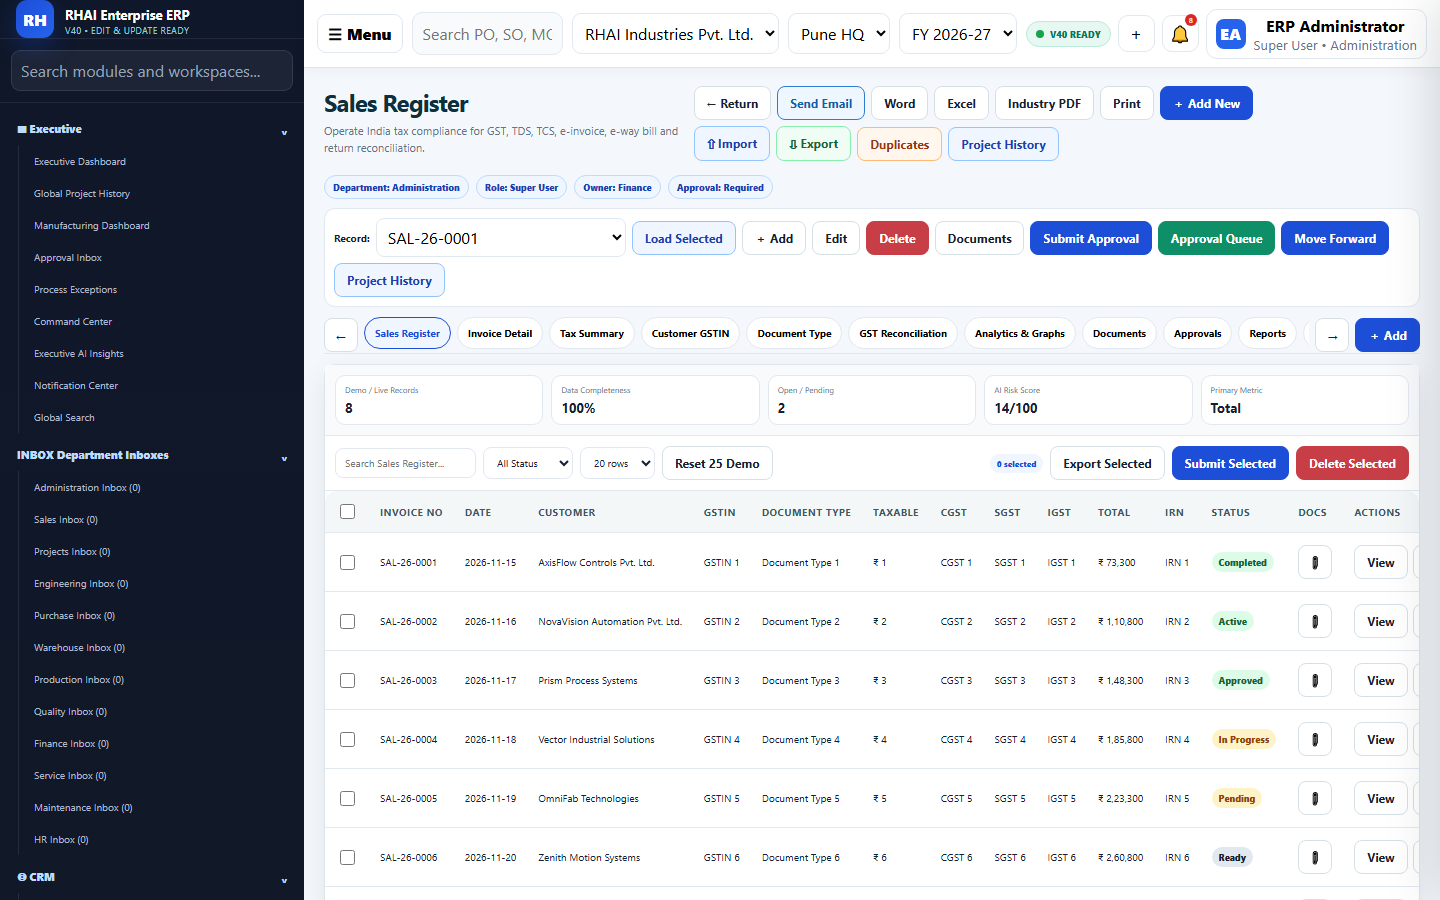 RH
RHAI Enterprise ERP
V40 • EDIT & UPDATE READY
Search modules and workspaces...
Executive
Executive Dashboard
Global Project History
Manufacturing Dashboard
Approval Inbox
Process Exceptions
Command Center
Executive AI Insights
Notification Center
Global Search
INBOX Department Inboxes
Administration Inbox (0)
Sales Inbox (0)
Projects Inbox (0)
Engineering Inbox (0)
Purchase Inbox (0)
Warehouse Inbox (0)
Production Inbox (0)
Quality Inbox (0)
Finance Inbox (0)
Service Inbox (0)
Maintenance Inbox (0)
HR Inbox (0)
CRM
☰ Menu
Search PO, SO, MC
RHAI Industries Pvt. Ltd.
Pune HQ
FY 2026-27
V40 READY
+
8
EA
ERP Administrator
Super User • Administration
Sales Register
Operate India tax compliance for GST, TDS, TCS, e-invoice, e-way bill and
return reconciliation.
← Return
Send Email
Word
Excel
Industry PDF
Print
+ Add New
⇧ Import
⇩ Export
Duplicates
Project History
Department: Administration
Role: Super User
Owner: Finance
Approval: Required
Record:
SAL-26-0001
Load Selected
+ Add
Edit
Delete
Documents
Submit Approval
Approval Queue
Move Forward
Project History
←
Sales Register
Invoice Detail
Tax Summary
Customer GSTIN
Document Type
GST Reconciliation
Analytics & Graphs
Documents
Approvals
Reports
→
+ Add
Demo / Live Records
8
Data Completeness
100%
Open / Pending
2
AI Risk Score
14/100
Primary Metric
Total
Search Sales Register...
All Status
20 rows
Reset 25 Demo
0 selected
Export Selected
Submit Selected
Delete Selected
INVOICE NO DATE CUSTOMER GSTIN DOCUMENT TYPE TAXABLE CGST SGST IGST TOTAL IRN STATUS DOCS ACTIONS
SAL-26-0001 2026-11-15 AxisFlow Controls Pvt. Ltd. GSTIN 1 Document Type 1 ₹ 1 CGST 1 SGST 1 IGST 1 ₹ 73,300 IRN 1 Completed View
SAL-26-0002 2026-11-16 NovaVision Automation Pvt. Ltd. GSTIN 2 Document Type 2 ₹ 2 CGST 2 SGST 2 IGST 2 ₹ 1,10,800 IRN 2 Active View
SAL-26-0003 2026-11-17 Prism Process Systems GSTIN 3 Document Type 3 ₹ 3 CGST 3 SGST 3 IGST 3 ₹ 1,48,300 IRN 3 Approved View
SAL-26-0004 2026-11-18 Vector Industrial Solutions GSTIN 4 Document Type 4 ₹ 4 CGST 4 SGST 4 IGST 4 ₹ 1,85,800 IRN 4 In Progress View
SAL-26-0005 2026-11-19 OmniFab Technologies GSTIN 5 Document Type 5 ₹ 5 CGST 5 SGST 5 IGST 5 ₹ 2,23,300 IRN 5 Pending View
SAL-26-0006 2026-11-20 Zenith Motion Systems GSTIN 6 Document Type 6 ₹ 6 CGST 6 SGST 6 IGST 6 ₹ 2,60,800 IRN 6 Ready View